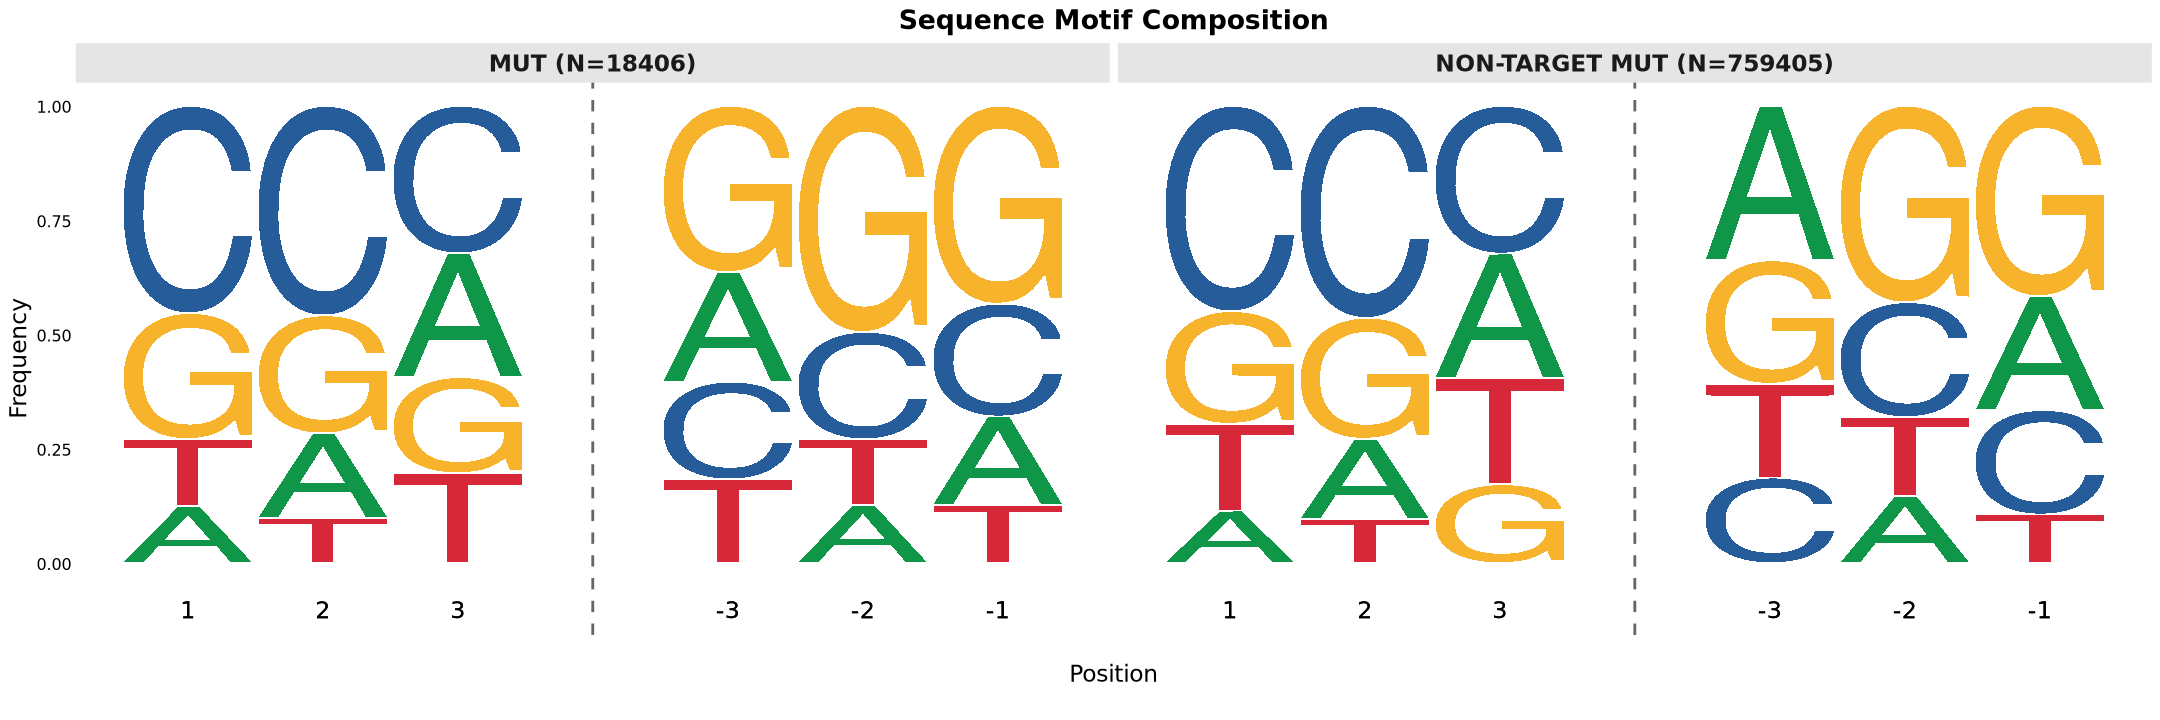 Sequence Motif Composition
MUT (N=18406)
NON-TARGET MUT (N=759405)
Frequency
1.00
0.75
0.50
0.25
0.00
C C C G G G C C C A G G
G G A A C C G G A G C A
T A G C T A T A T T T C
A T T T A T A T G C A T
1 2 3 -3 -2 -1 1 2 3 -3 -2 -1
Position